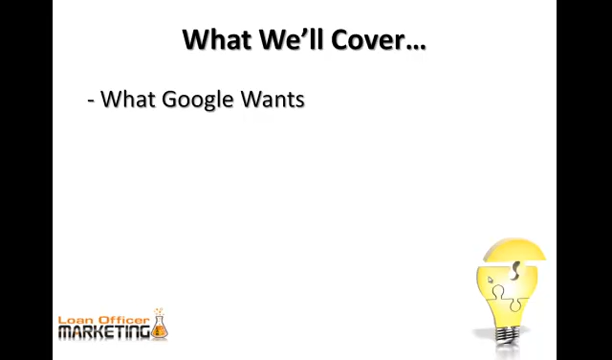 What We'll Cover...
- What Google Wants
Loan Officer
MARKETING